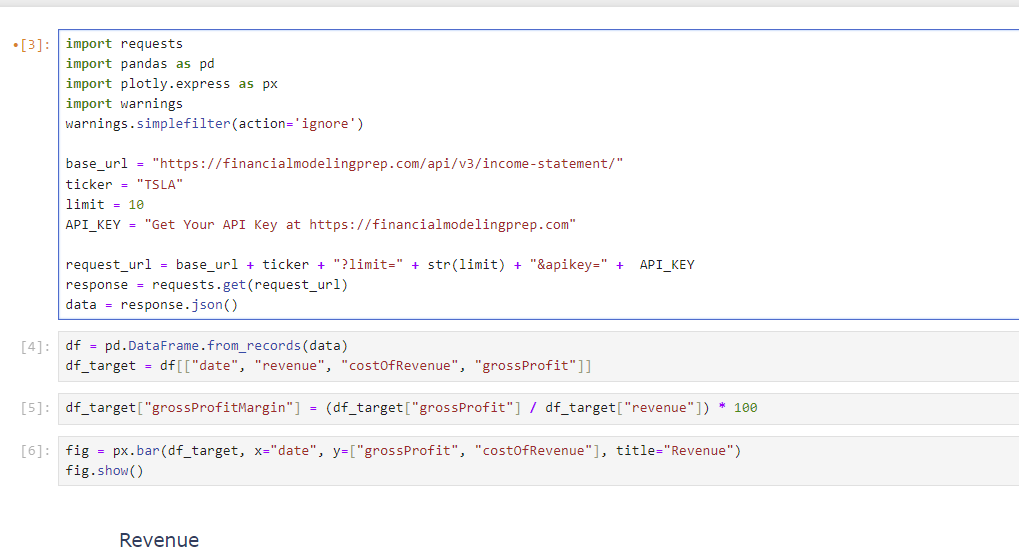 •[3]:
import requests
import pandas as pd
import plotly.express as px
import warnings
warnings.simplefilter(action='ignore')
base_url = "https://financialmodelingprep.com/api/v3/income-statement/"
ticker = "TSLA"
limit = 10
API_KEY = "Get Your API Key at https://financialmodelingprep.com"
request_url = base_url + ticker + "?limit=" + str(limit) + "&apikey=" +  API_KEY
response = requests.get(request_url)
data = response.json()
[4]:
df = pd.DataFrame.from_records(data)
df_target = df[["date", "revenue", "costOfRevenue", "grossProfit"]]
[5]:
df_target["grossProfitMargin"] = (df_target["grossProfit"] / df_target["revenue"]) * 100
[6]:
fig = px.bar(df_target, x="date", y=["grossProfit", "costOfRevenue"], title="Revenue")
fig.show()
Revenue